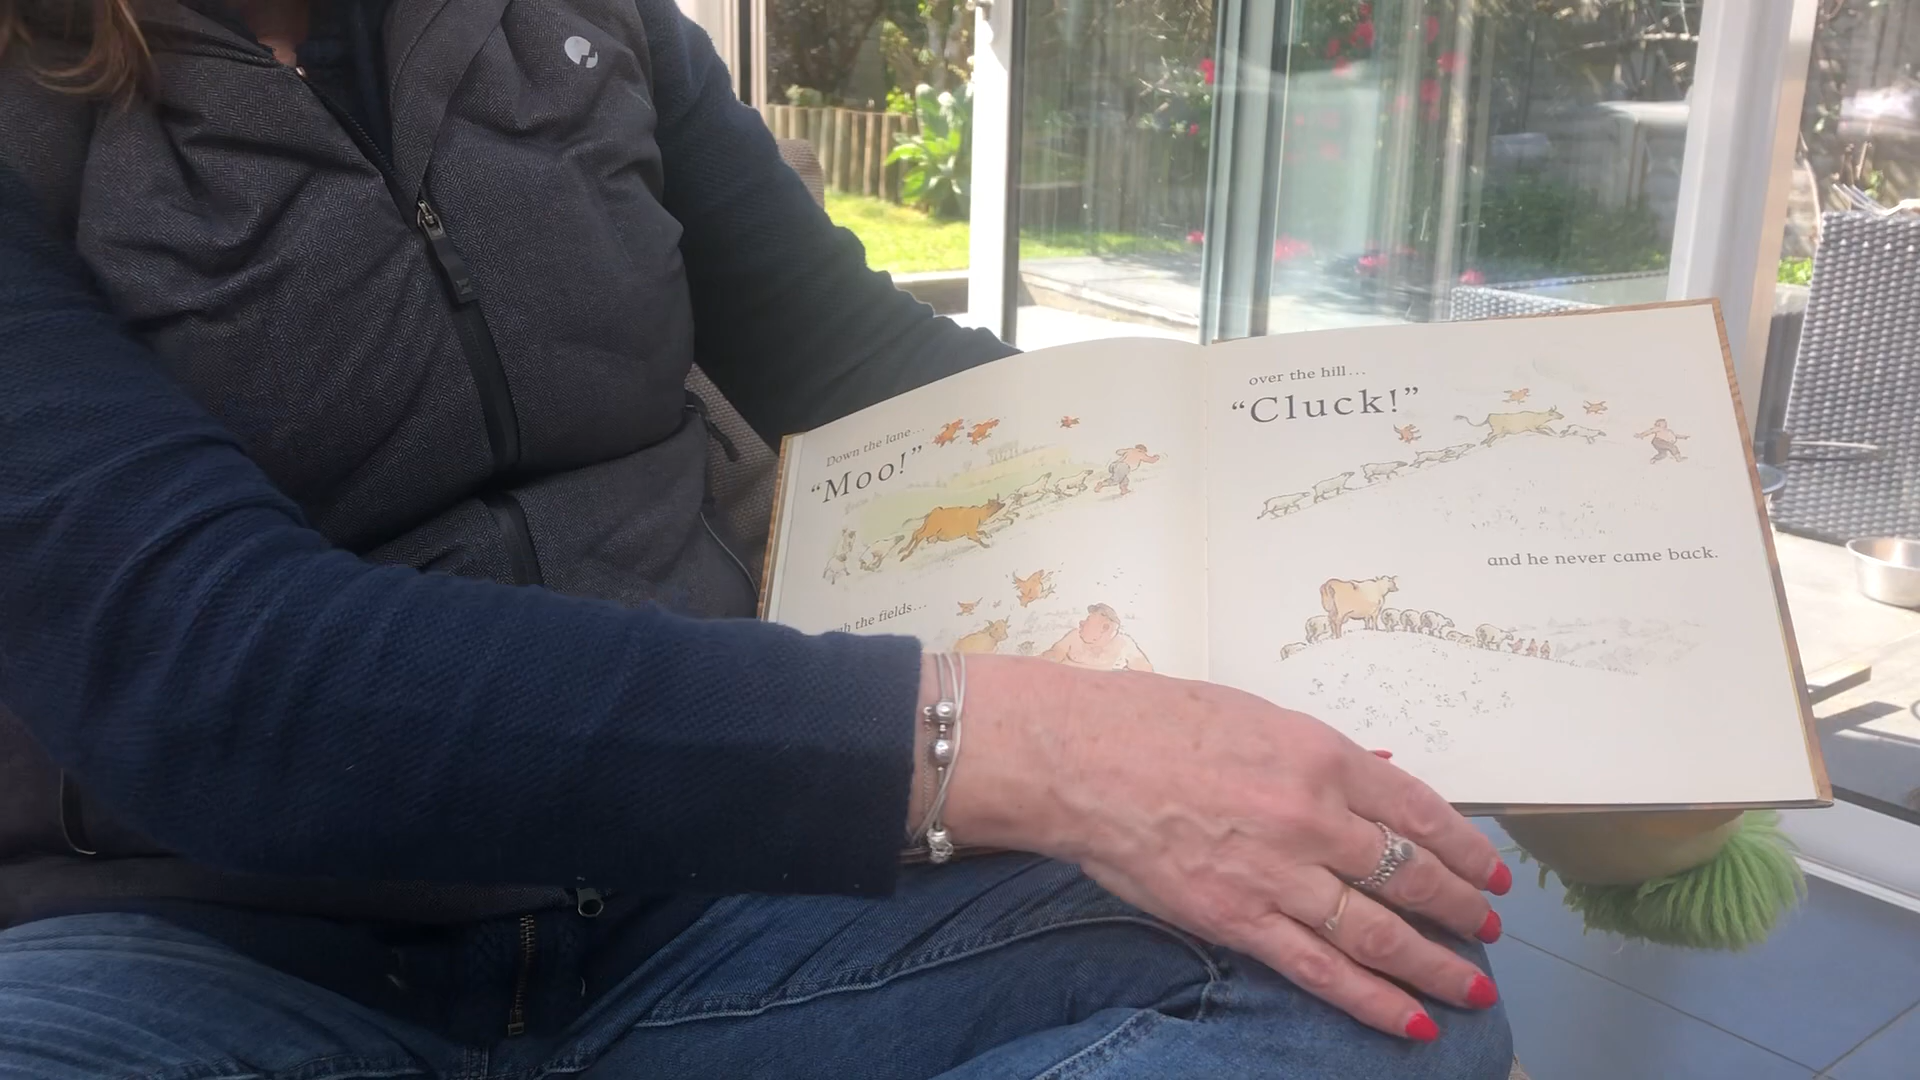 Down the lane...
“Moo!”
the fields...
over the hill...
“Cluck!”
and he never came back.